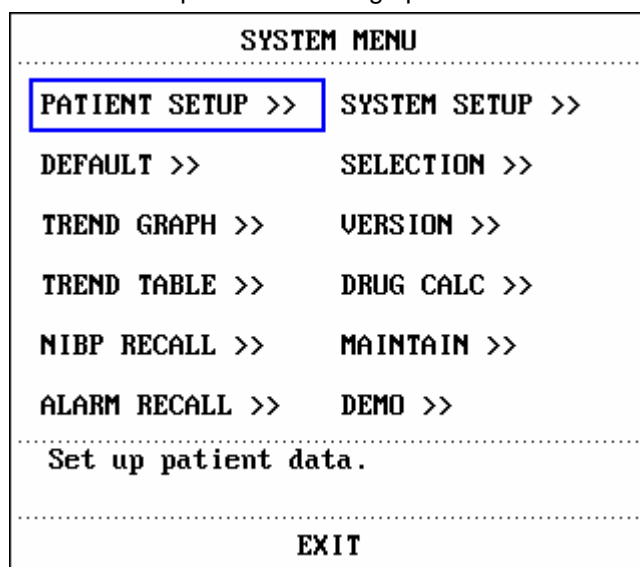 SYSTEM MENU
PATIENT SETUP >> SYSTEM SETUP >>
DEFAULT >> SELECTION >>
TREND GRAPH >> VERSION >>
TREND TABLE >> DRUG CALC >>
NIBP RECALL >> MAINTAIN >>
ALARM RECALL >> DEMO >>
Set up patient data.
EXIT